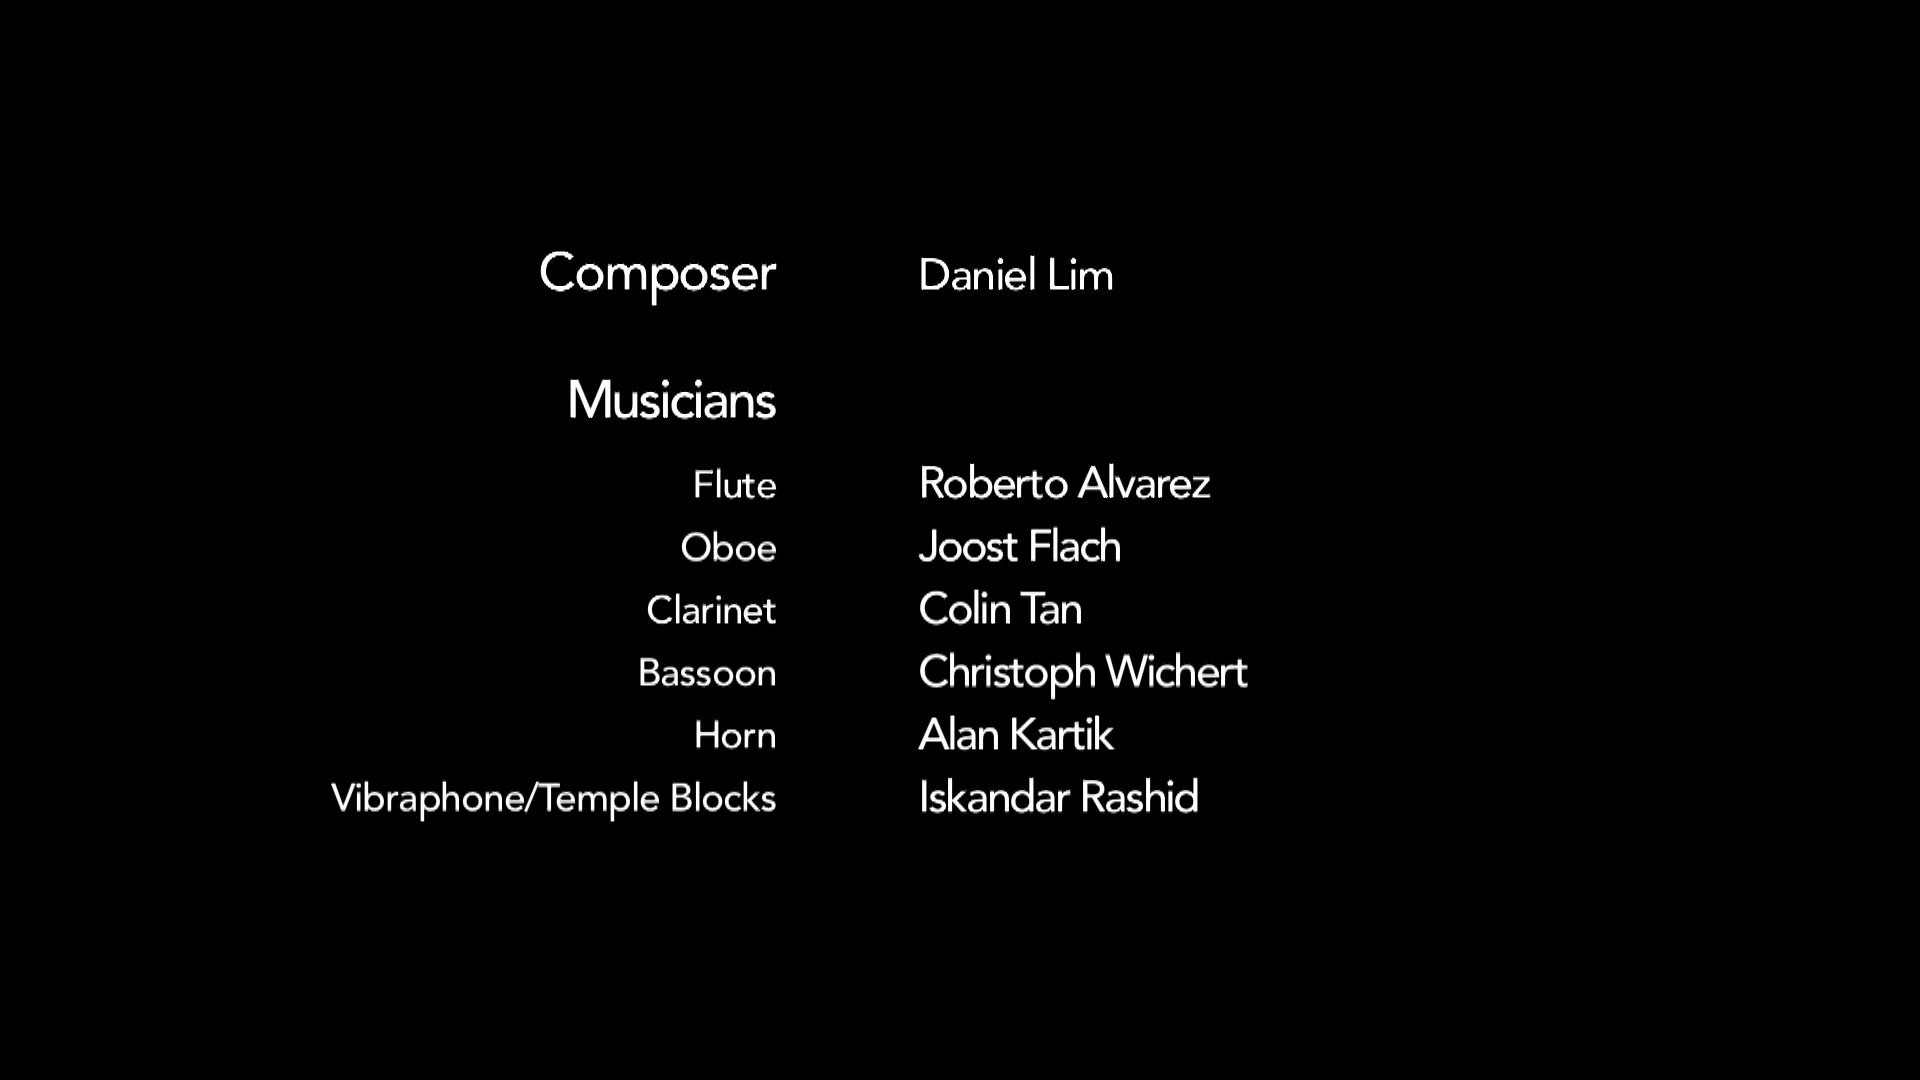 Composer Daniel Lim
Musicians
Flute Roberto Alvarez
Oboe Joost Flach
Clarinet Colin Tan
Bassoon Christoph Wichert
Horn Alan Kartik
Vibraphone/Temple Blocks Iskandar Rashid